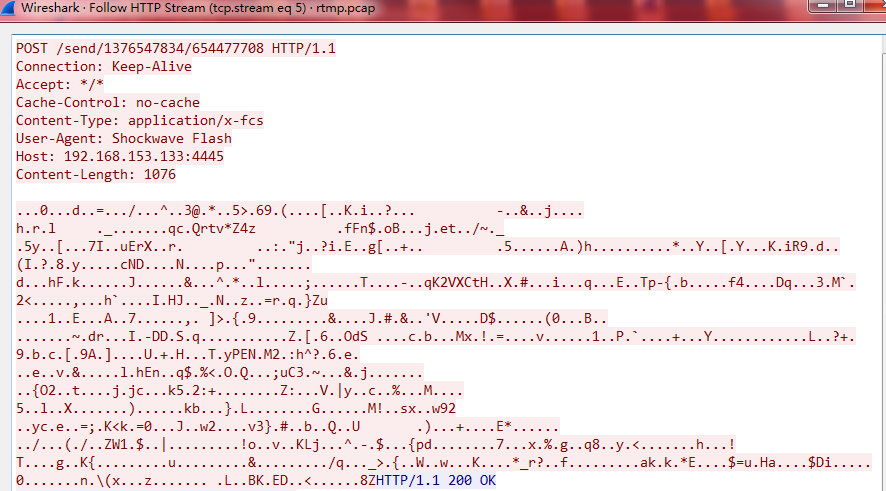 Wireshark · Follow HTTP Stream (tcp.stream eq 5) · rtmp.pcap
POST /send/1376547834/654477708 HTTP/1.1
Connection: Keep-Alive
Accept: */*
Cache-Control: no-cache
Content-Type: application/x-fcs
User-Agent: Shockwave Flash
Host: 192.168.153.133:4445
Content-Length: 1076
...0...d..=.../...^..3@.*..5>.69.(....[..K.i..?... -..&..j....
h.r.l ._.......qc.Qrtv*Z4z .fFn$.oB...j.et../~._
.5y..[...7I..uErX..r. ..:."j..?i.E..g[..+.. .5......A.)h..........*..Y..[.Y...K.iR9.d..
(I.?.8.y.....cND....N....p...".......
d...hF.k......J......&...^.*..l.....;......T....-..qK2VXCtH..X.#...i...q...E..Tp-{.b.....f4....Dq...3.M`.
2<.....,...h`....I.HJ.._.N..z..=r.q.}Zu
....1..E...A..7......,. ]>.{.9.........&....J.#.&..'V.....D$......(0...B..
.......~.dr...I.-DD.S.q...........Z.[.6..OdS ....c.b...Mx.!.=....v......1..P.`....+...Y............L..?+.
9.b.c.[.9A.]....U.+.H...T.yPEN.M2.:h^?.6.e.
..e..v.&.....l.hEn..q$.%<.O.Q...;uC3.~...&.j.......
..{O2..t....j.jc...k5.2:+........Z:...V.|y..c..%...M....
5..l..X.......)......kb...}.L........G......M!..sx..w92
..yc.e..=;.K<k.=0...J..w2....v3}.#..b..Q..U .)...+....E*......
../...(./..ZW1.$..|.........!o..v..KLj...^.-.$...{pd........7...x.%.g..q8..y.<.......h...!
T....g..K{.......u.........&........./q..._>.{..W..w...K....*_r?..f.........ak.k.*E....$=u.Ha....$Di.....
0.......n.\(x...z....... .L..BK.ED..<......8ZHTTP/1.1 200 OK